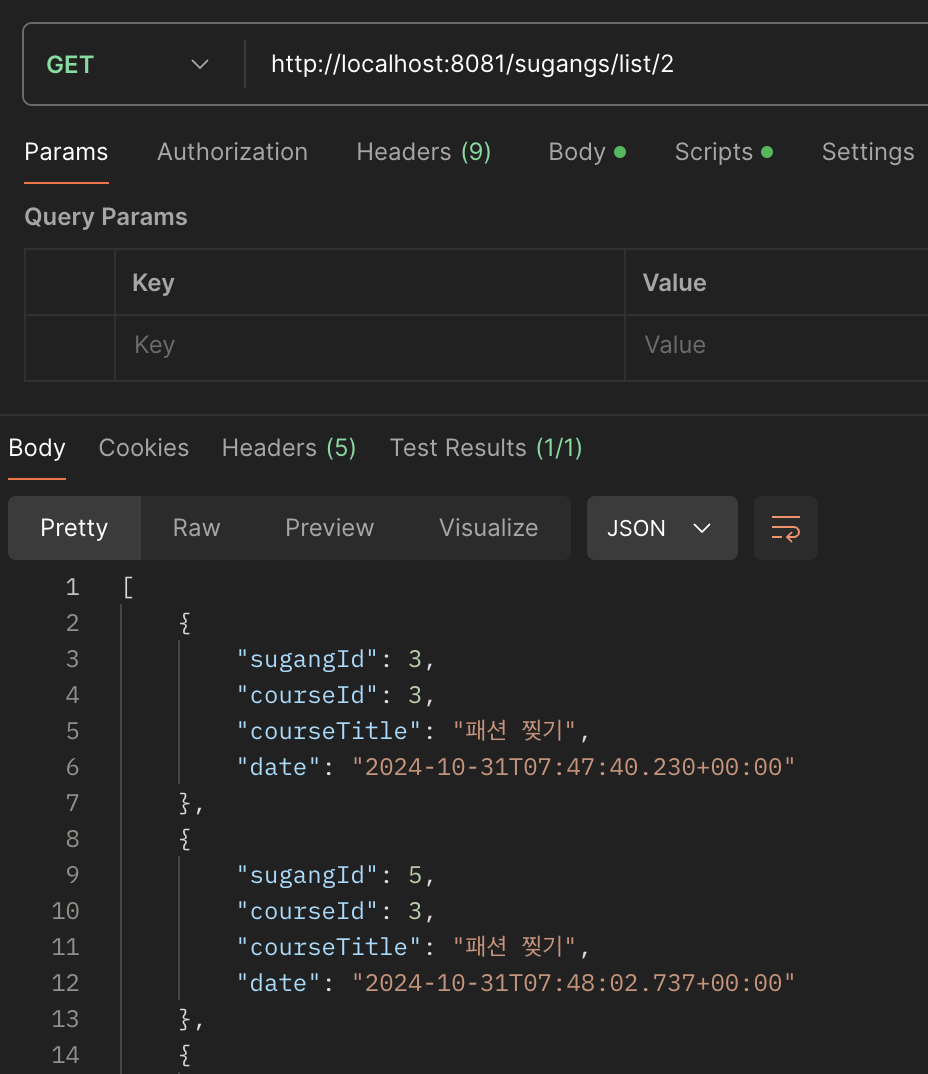 GET http://localhost:8081/sugangs/list/2
Params Authorization Headers (9) Body Scripts Settings
Query Params
Key Value
Key Value
Body Cookies Headers (5) Test Results (1/1)
Pretty Raw Preview Visualize JSON
1 [
2 {
3 "sugangId": 3,
4 "courseId": 3,
5 "courseTitle": "패션 찢기",
6 "date": "2024-10-31T07:47:40.230+00:00"
7 },
8 {
9 "sugangId": 5,
10 "courseId": 3,
11 "courseTitle": "패션 찢기",
12 "date": "2024-10-31T07:48:02.737+00:00"
13 },
14 {